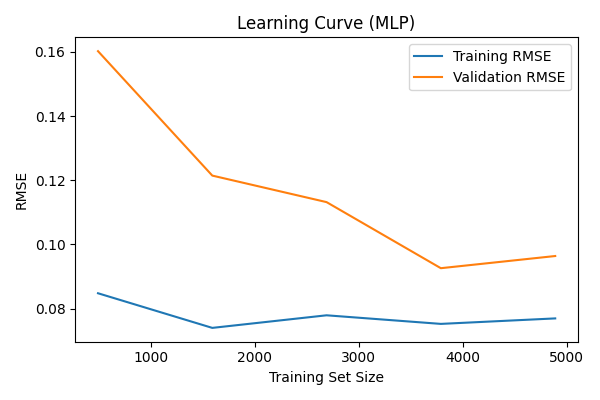 Learning Curve (MLP)
Training RMSE
Validation RMSE
0.16
0.14
0.12
0.10
0.08
RMSE
1000 2000 3000 4000 5000
Training Set Size